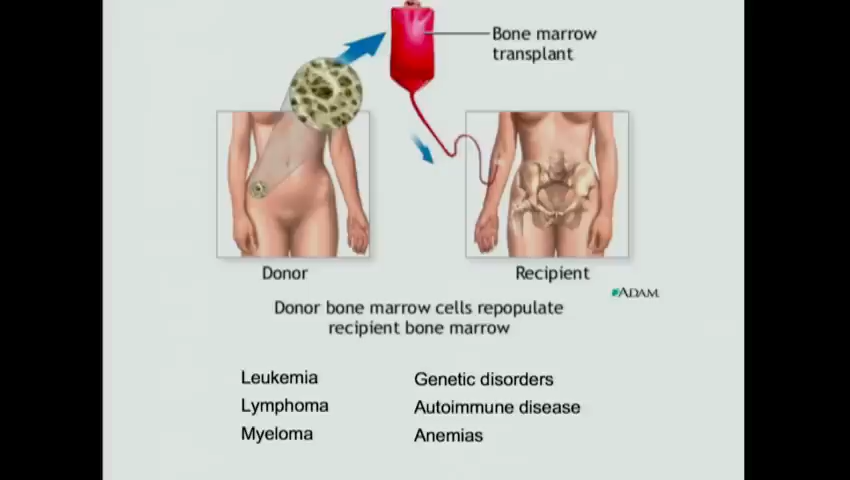 Bone marrow
transplant
Donor
Recipient
ADAM.
Donor bone marrow cells repopulate
recipient bone marrow
Leukemia
Genetic disorders
Lymphoma
Autoimmune disease
Myeloma
Anemias